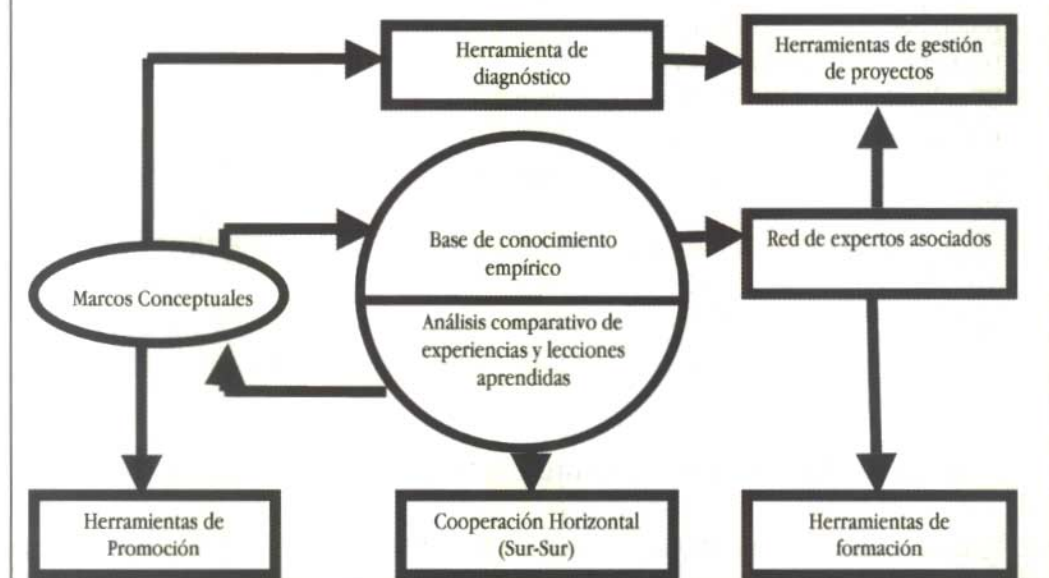 Herramienta de
diagnóstico
Herramientas de gestión
de proyectos
Base de conocimiento
empírico
Red de expertos asociados
Marcos Conceptuales
Análisis comparativo de
experiencias y lecciones
aprendidas
Herramientas de
Promoción
Cooperación Horizontal
(Sur-Sur)
Herramientas de
formación